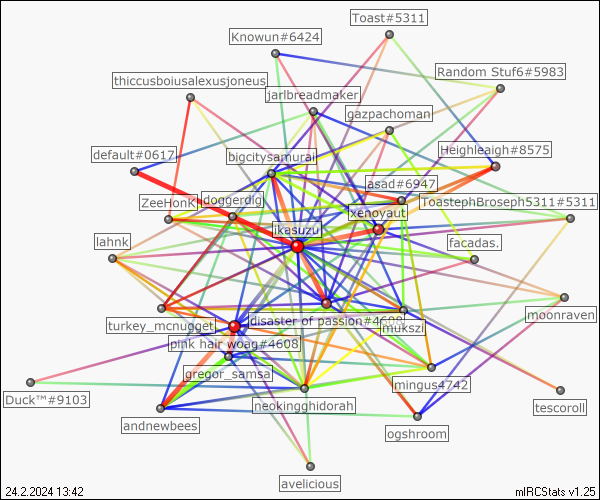 Toast#5311
Knowun#6424
Random Stuf6#5983
thiccusboiusalexusjoneus
jarlbreadmaker
gazpachoman
default#0617
bigcitysamurai
Heighleagh#8575
asad#6947
ZeeHonk
doggerdig
xenoyaut
ToastephBroseph5311#5311
ikasuzu
lahnk
facadas.
turkey_mcnugget
disaster of passion#4695
mukszi
moonraven
pink hair woag#4608
gregor_samsa
mingus4742
Duck™#9103
neokingghidorah
tescoroll
andnewbees
ogshroom
avelicious
24.2.2024 13:42
mIRCStats v1.25